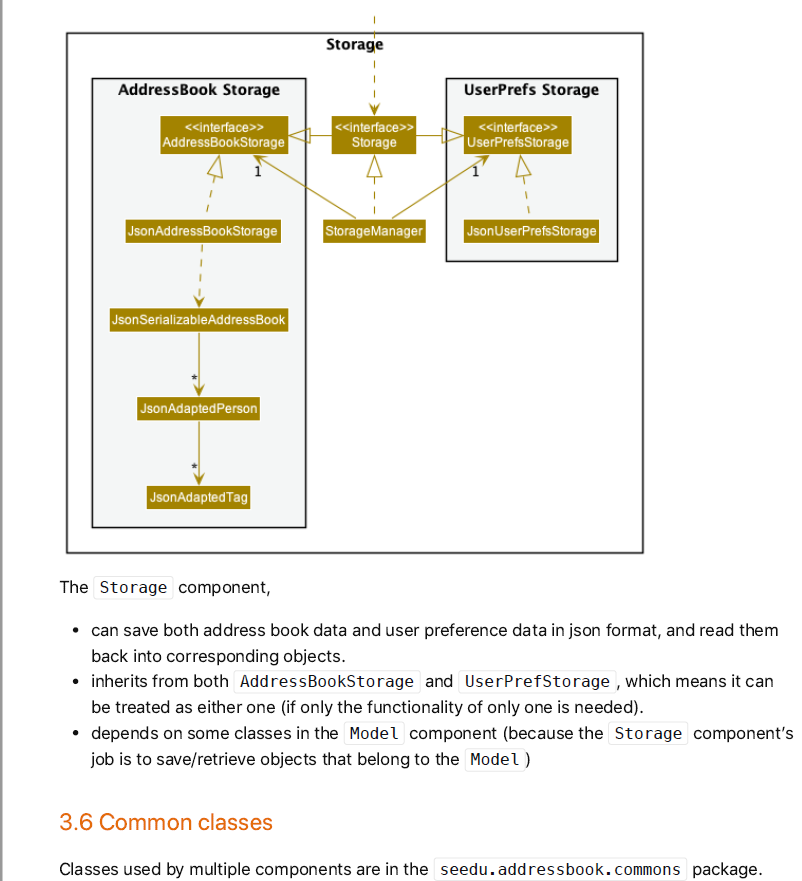 Storage
AddressBook Storage
UserPrefs Storage
<<interface>>
AddressBookStorage
<<interface>>
Storage
<<interface>>
UserPrefsStorage
1
1
JsonAddressBookStorage
StorageManager
JsonUserPrefsStorage
JsonSerializableAddressBook
*
JsonAdaptedPerson
*
JsonAdaptedTag
The Storage component,
• can save both address book data and user preference data in json format, and read them
back into corresponding objects.
• inherits from both AddressBookStorage and UserPrefStorage, which means it can
be treated as either one (if only the functionality of only one is needed).
• depends on some classes in the Model component (because the Storage component’s
job is to save/retrieve objects that belong to the Model)
3.6 Common classes
Classes used by multiple components are in the seedu.addressbook.commons package.